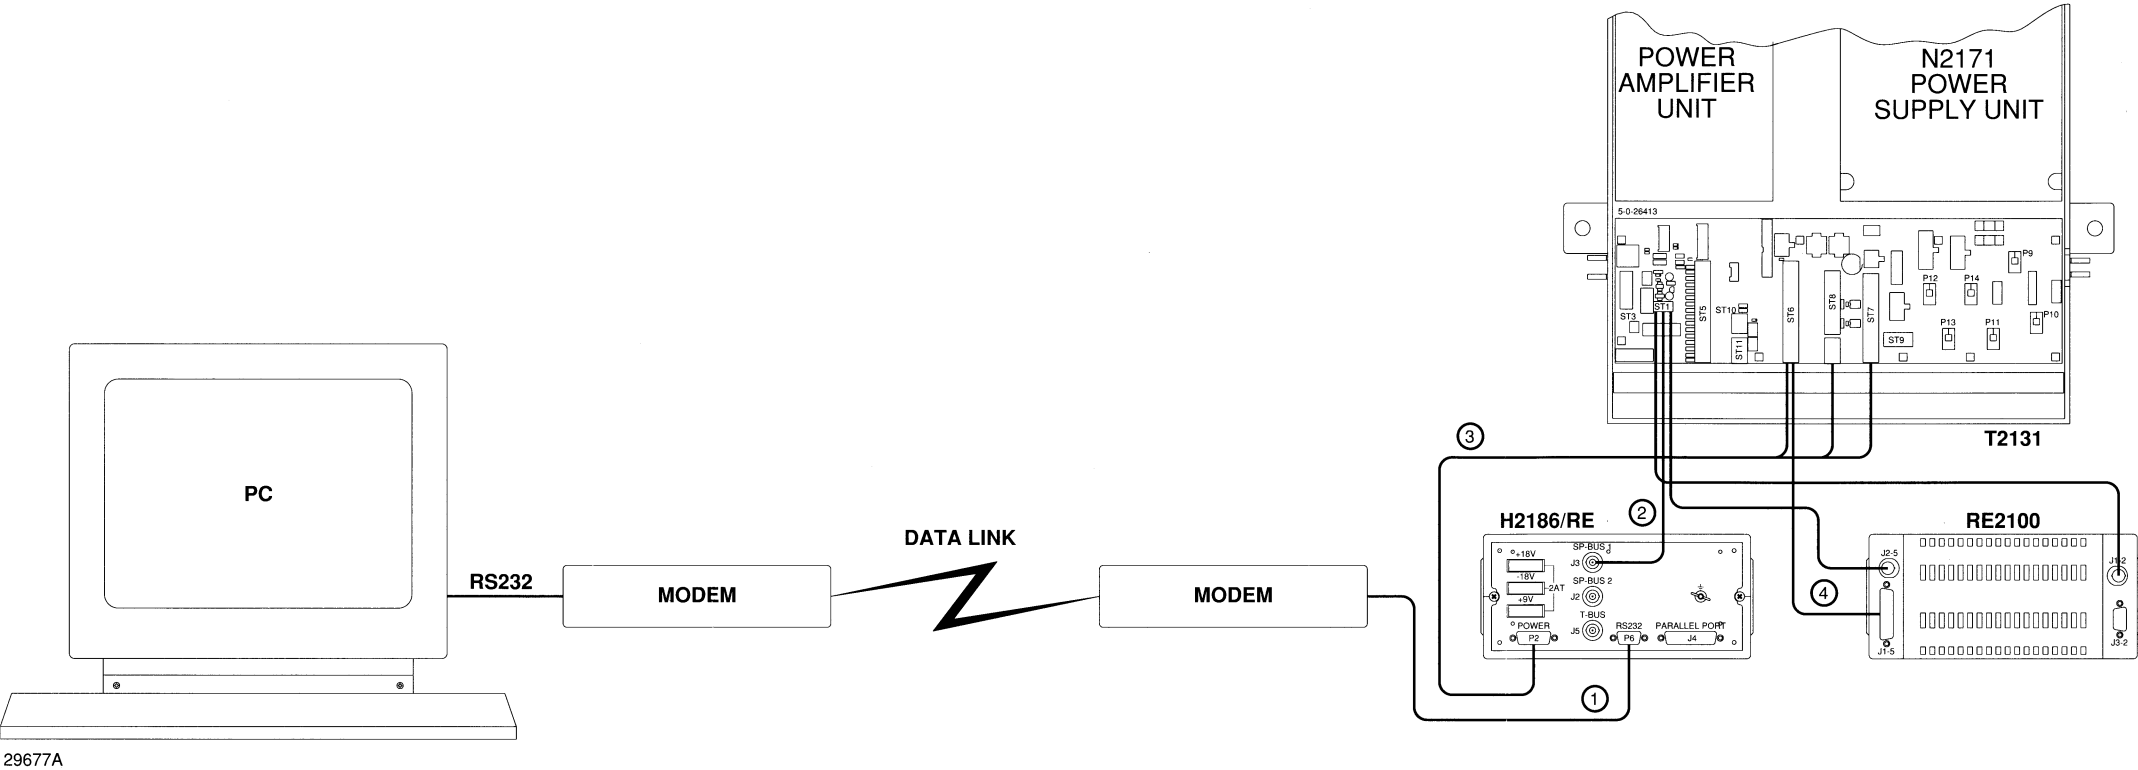 POWER
AMPLIFIER
UNIT
N2171
POWER
SUPPLY UNIT
5-0-26413
P9
P12
P14
ST1
ST3
ST5
ST10
ST6
ST8
ST7
P10
P13
P11
ST9
ST11
T2131
3
2
H2186/RE
RE2100
PC
DATA LINK
RS232
MODEM
MODEM
+18V
-18V
+9V
2AT
SP-BUS 1
J3
SP-BUS 2
J2
T-BUS
J5
POWER
P2
RS232
P6
PARALLEL PORT
J4
J2-5
J1-2
4
J1-5
J3-2
1
29677A